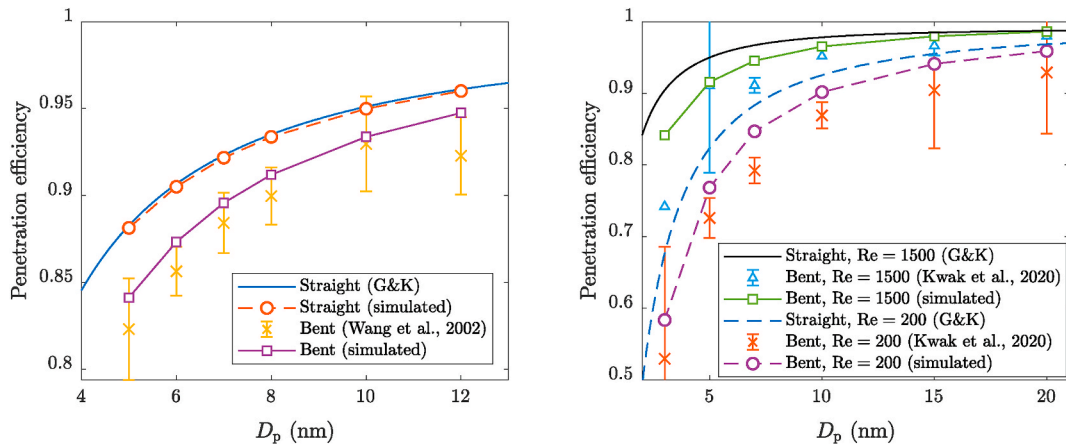 Penetration efficiency
1
0.95
0.9
0.85
0.8
4
6
8
10
12
D_p (nm)
Straight (G&K)
Straight (simulated)
Bent (Wang et al., 2002)
Bent (simulated)
Penetration efficiency
1
0.9
0.8
0.7
0.6
0.5
5
10
15
20
D_p (nm)
Straight, Re = 1500 (G&K)
Bent, Re = 1500 (Kwak et al., 2020)
Bent, Re = 1500 (simulated)
Straight, Re = 200 (G&K)
Bent, Re = 200 (Kwak et al., 2020)
Bent, Re = 200 (simulated)